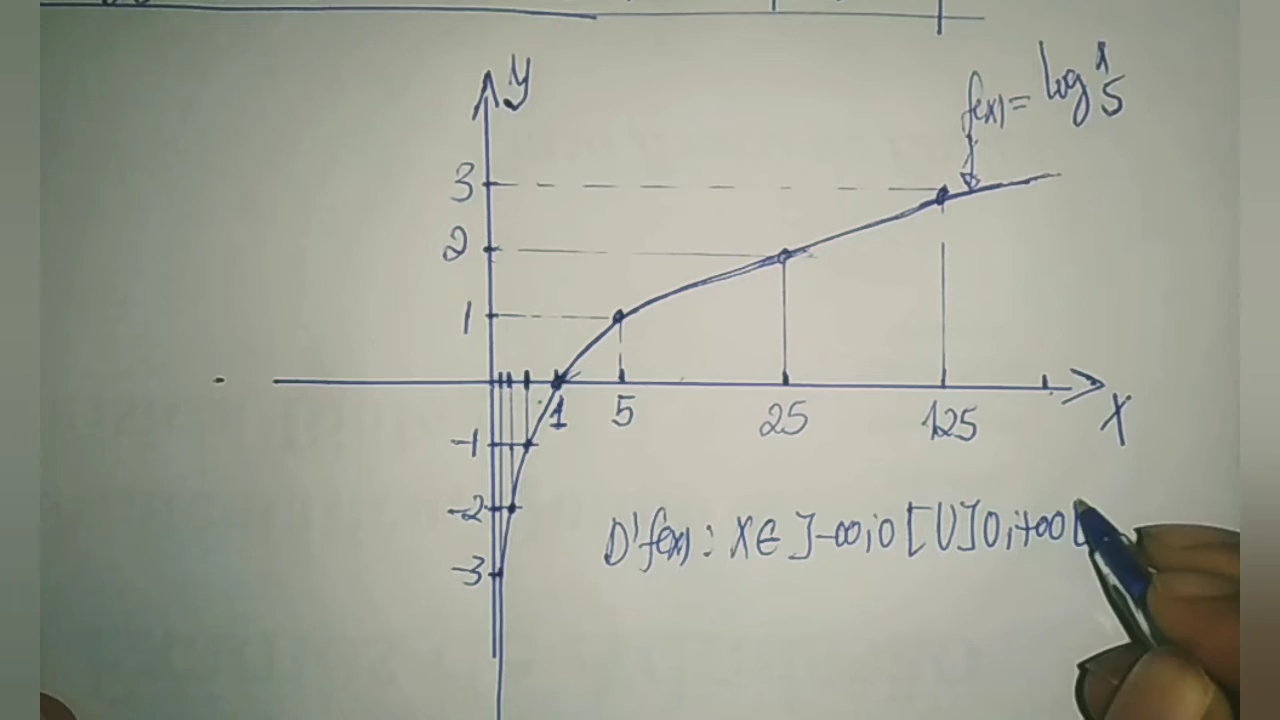 y
f(x) = log x 5
3
2
1
1 5 25 125 X
-1
-2
D'f(x) : X ∈ ]-∞; 0 [ U ] 0; +∞ [
-3